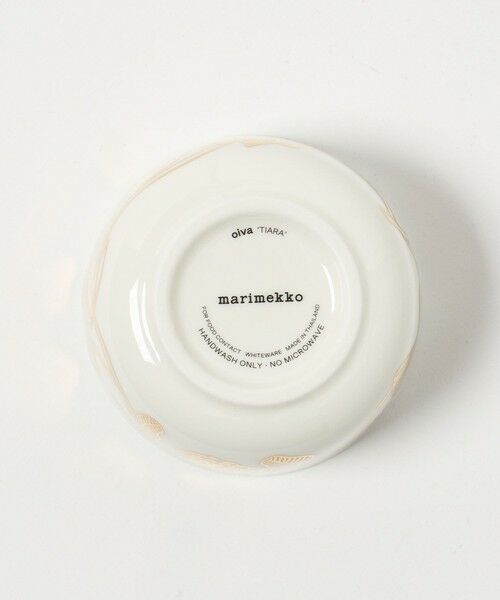 oiva 'TIARA'
marimekko
FOR FOOD CONTACT WHITEWARE MADE IN THAILAND
HANDWASH ONLY · NO MICROWAVE